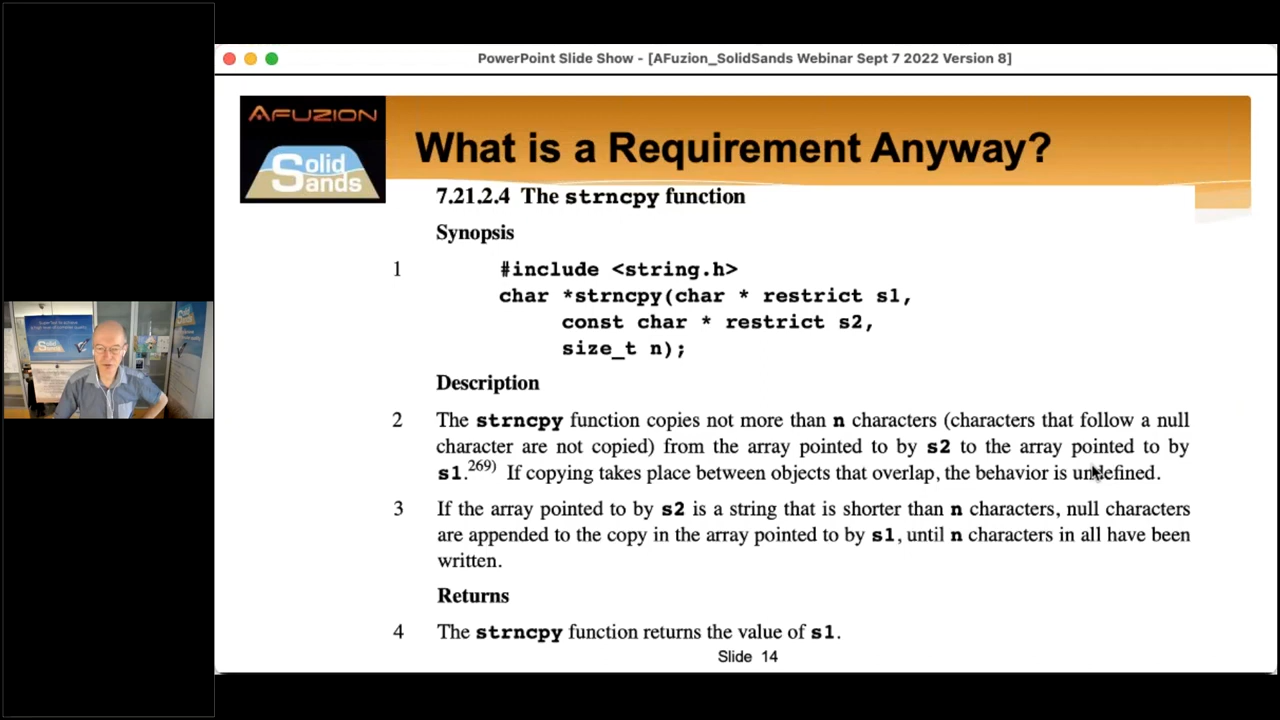 PowerPoint Slide Show - [AFuzion_SolidSands Webinar Sept 7 2022 Version 8]
AFUZION
Solid
Sands
What is a Requirement Anyway?
7.21.2.4 The strncpy function
Synopsis
1 #include <string.h>
char *strncpy(char * restrict s1,
const char * restrict s2,
size_t n);
Description
2 The strncpy function copies not more than n characters (characters that follow a null
character are not copied) from the array pointed to by s2 to the array pointed to by
s1.269) If copying takes place between objects that overlap, the behavior is undefined.
3 If the array pointed to by s2 is a string that is shorter than n characters, null characters
are appended to the copy in the array pointed to by s1, until n characters in all have been
written.
Returns
4 The strncpy function returns the value of s1.
Slide 14